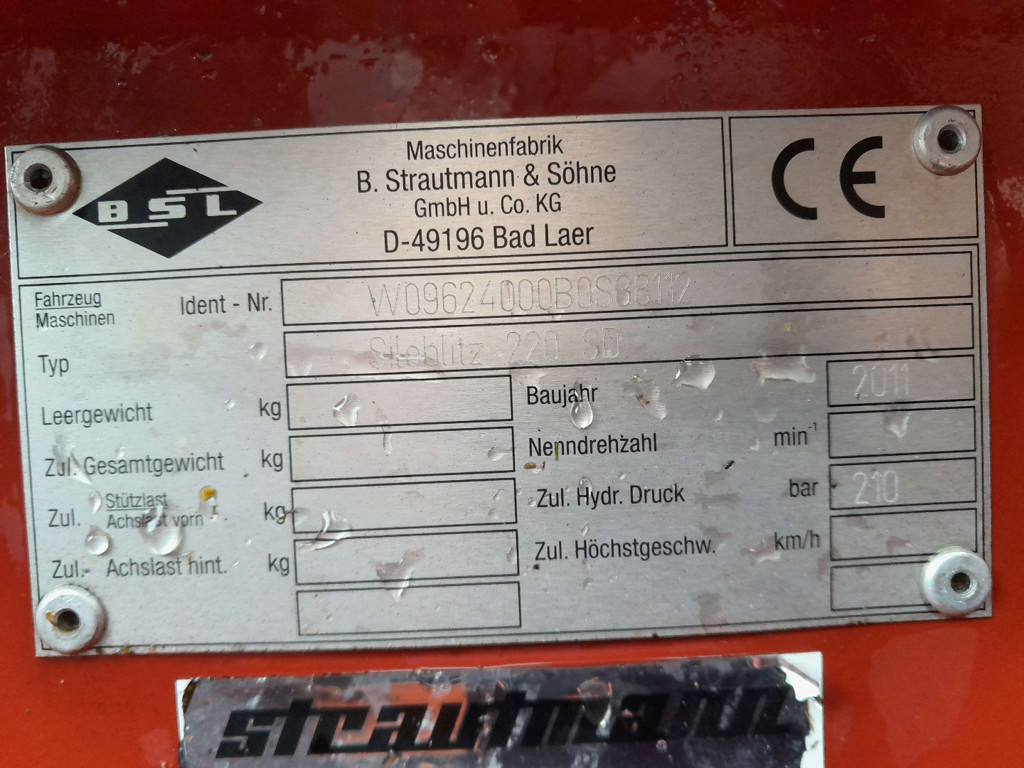 BSL
Maschinenfabrik
B. Strautmann & Söhne
GmbH u. Co. KG
D-49196 Bad Laer
CE
Fahrzeug
Maschinen
Ident - Nr.
Typ
220 SD
Leergewicht kg
Baujahr 2011
Zul. Gesamtgewicht kg
Nenndrehzahl min⁻¹
Zul. Stützlast
Achslast vorn kg
Zul. Hydr. Druck bar 210
Zul. Achslast hint. kg
Zul. Höchstgeschw. km/h
strautmann